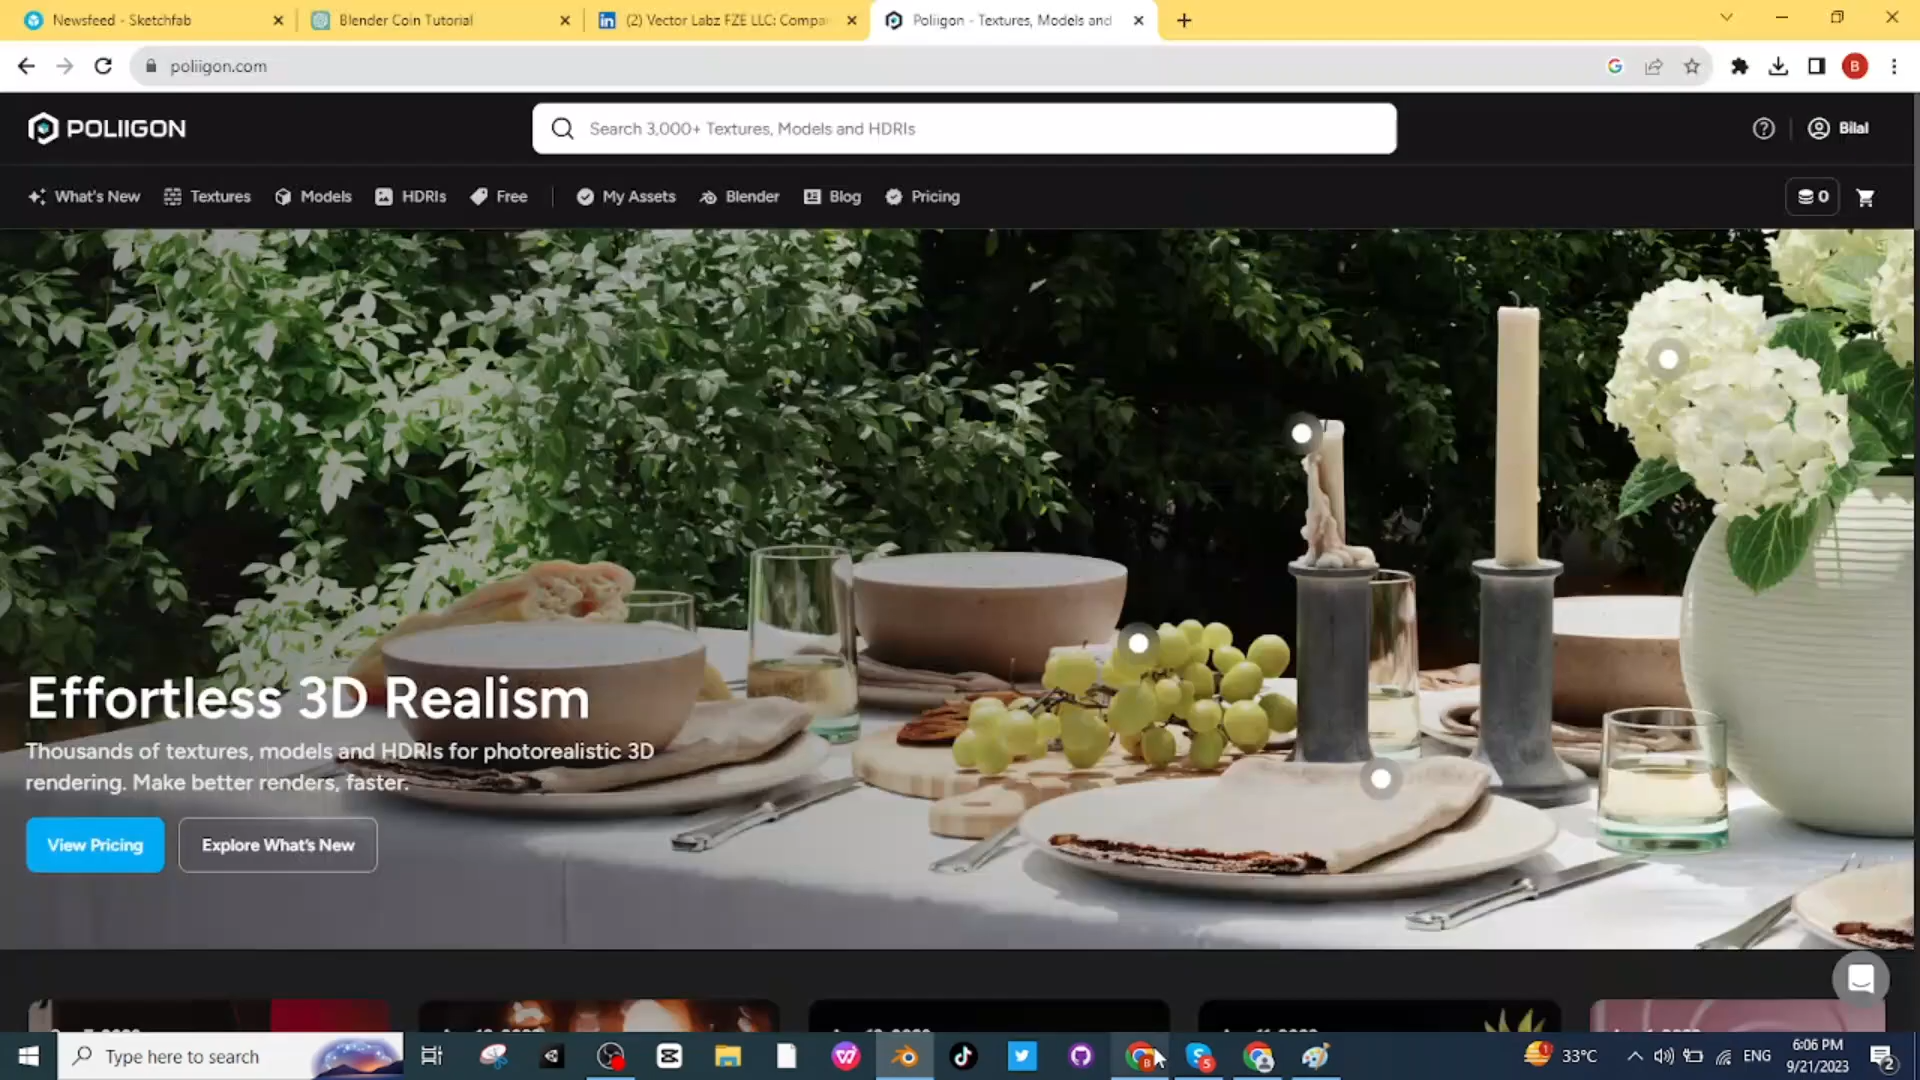 Newsfeed - Sketchfab
Blender Coin Tutorial
(2) Vector Labz FZE LLC: Compa
Poliigon - Textures, Models and
poliigon.com
B
POLIIGON
Search 3,000+ Textures, Models and HDRIs
Bilal
What's New
Textures
Models
HDRIs
Free
My Assets
Blender
Blog
Pricing
0
Effortless 3D Realism
Thousands of textures, models and HDRIs for photorealistic 3D
rendering. Make better renders, faster.
View Pricing
Explore What's New
Type here to search
33°C
ENG
6:06 PM
9/21/2023
2